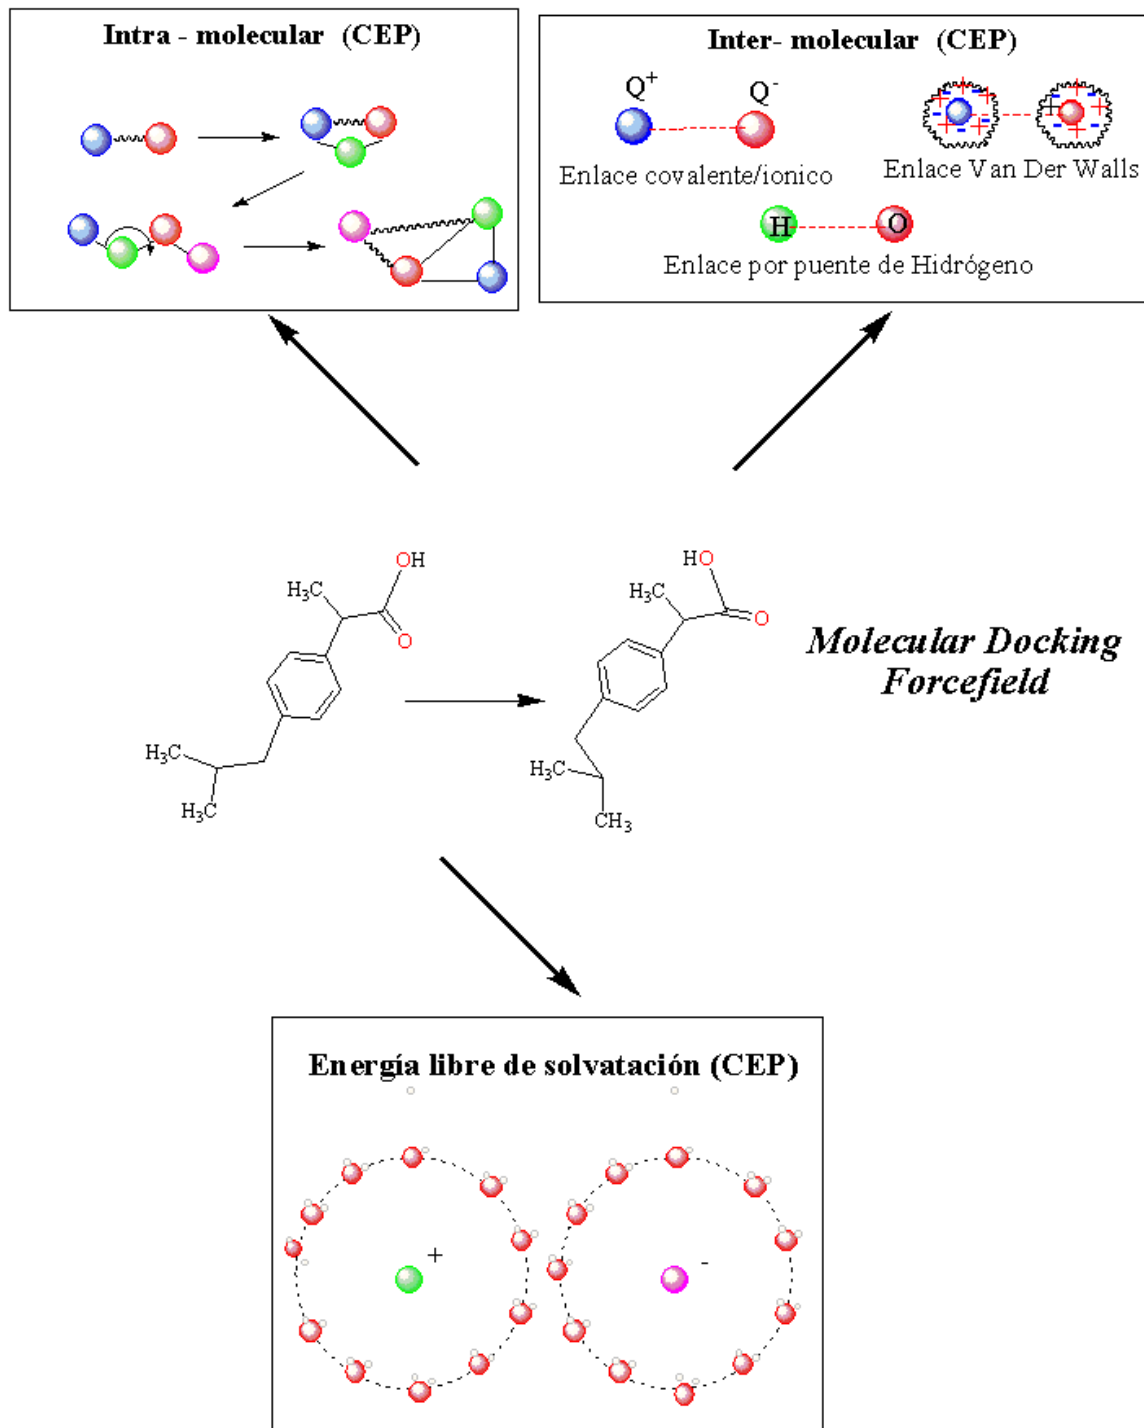 Intra - molecular (CEP)
Inter- molecular (CEP)
Q+
Q-
Enlace covalente/ionico
Enlace Van Der Walls
H
O
Enlace por puente de Hidrógeno
OH
H3C
O
H3C
H3C
HO
H3C
O
H3C
CH3
Molecular Docking
Forcefield
Energía libre de solvatación (CEP)
+
-